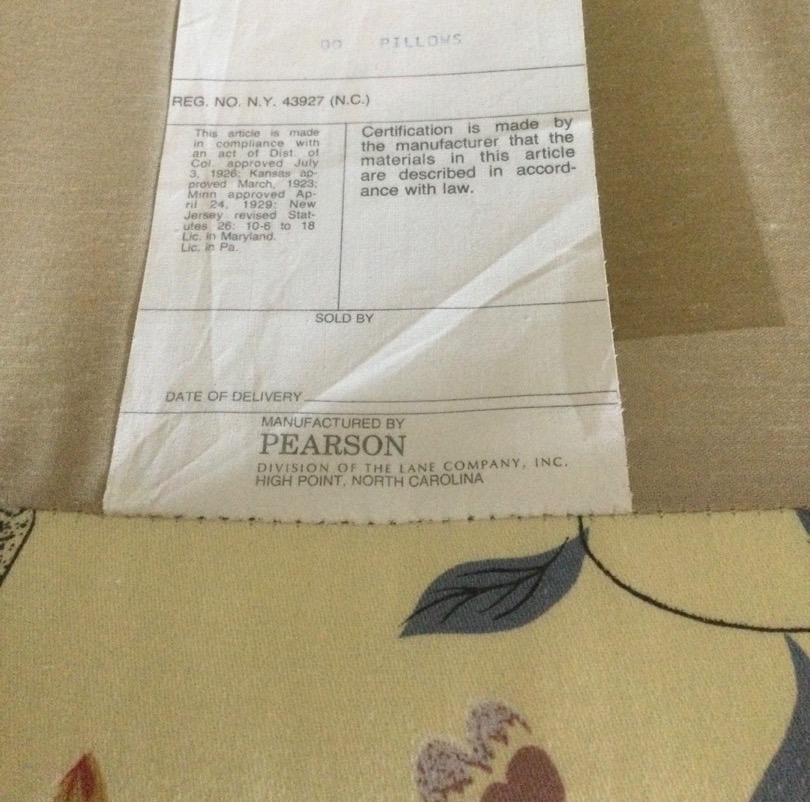 00 PILLOWS
REG. NO. N.Y. 43927 (N.C.)
This article is made
in compliance with
an act of Dist. of
Col. approved July
3, 1926; Kansas ap-
proved March, 1923;
Minn approved Ap-
ril 24, 1929; New
Jersey revised Stat-
utes 26: 10-6 to 18
Lic. in Maryland.
Lic. in Pa.
Certification is made by
the manufacturer that the
materials in this article
are described in accord-
ance with law.
SOLD BY
DATE OF DELIVERY
MANUFACTURED BY
PEARSON
DIVISION OF THE LANE COMPANY, INC.
HIGH POINT, NORTH CAROLINA